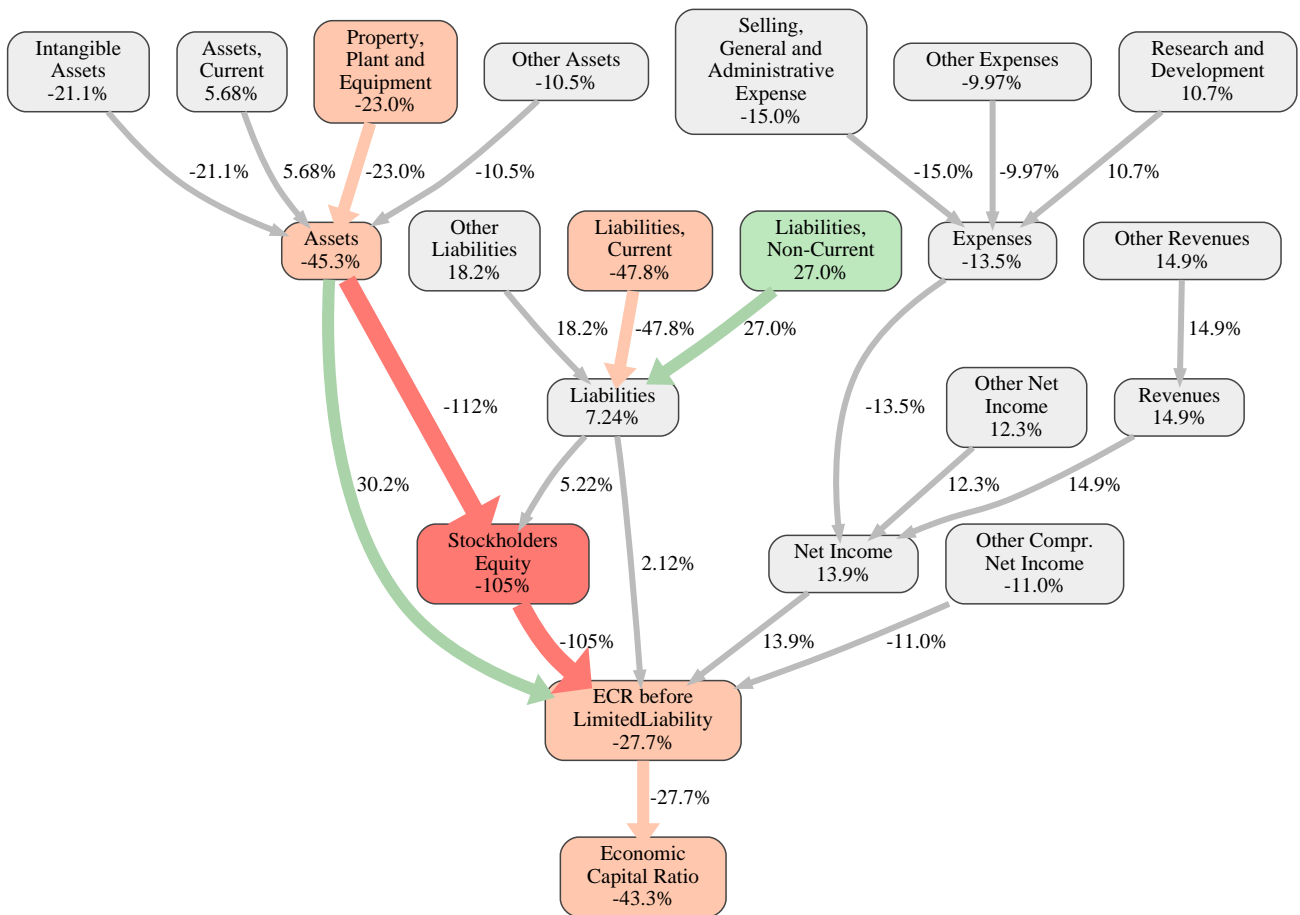 Intangible
Assets
-21.1%
Assets,
Current
5.68%
Property,
Plant and
Equipment
-23.0%
Other Assets
-10.5%
Selling,
General and
Administrative
Expense
-15.0%
Other Expenses
-9.97%
Research and
Development
10.7%
-21.1%
5.68%
-23.0%
-10.5%
-15.0%
-9.97%
10.7%
Assets
-45.3%
Other
Liabilities
18.2%
Liabilities,
Current
-47.8%
Liabilities,
Non-Current
27.0%
Expenses
-13.5%
Other Revenues
14.9%
18.2%
-47.8%
27.0%
14.9%
Liabilities
7.24%
-112%
-13.5%
Other Net
Income
12.3%
Revenues
14.9%
30.2%
5.22%
12.3%
14.9%
Stockholders
Equity
-105%
2.12%
Net Income
13.9%
Other Compr.
Net Income
-11.0%
-105%
13.9%
-11.0%
ECR before
LimitedLiability
-27.7%
-27.7%
Economic
Capital Ratio
-43.3%